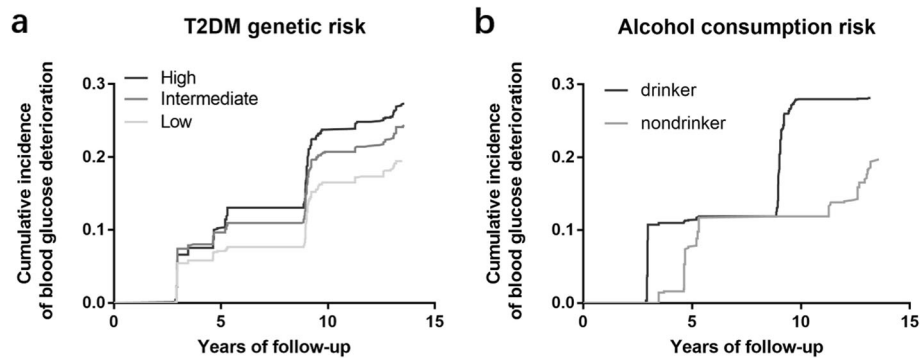 a
T2DM genetic risk
High
Intermediate
Low
Cumulative incidence
of blood glucose deterioration
0.3
0.2
0.1
0.0
0
5
10
15
Years of follow-up
b
Alcohol consumption risk
drinker
nondrinker
Cumulative incidence
of blood glucose deterioration
0.3
0.2
0.1
0.0
0
5
10
15
Years of follow-up